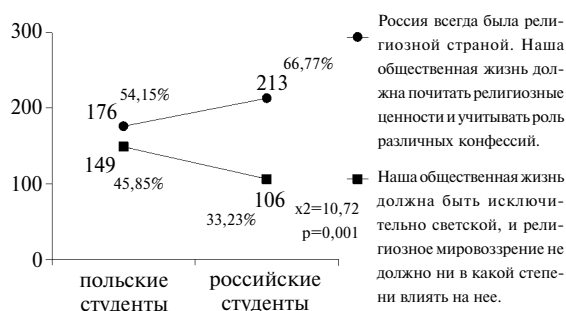 300
200
100
0
54,15%
176
149
45,85%
66,77%
213
106
33,23%
x2=10,72
p=0,001
польские
студенты
российские
студенты
Россия всегда была рели-
гиозной страной. Наша
общественная жизнь дол-
жна почитать религиозные
ценности и учитывать роль
различных конфессий.
Наша общественная жизнь
должна быть исключи-
тельно светской, и рели-
гиозное мировоззрение не
должно ни в какой степе-
ни влиять на нее.